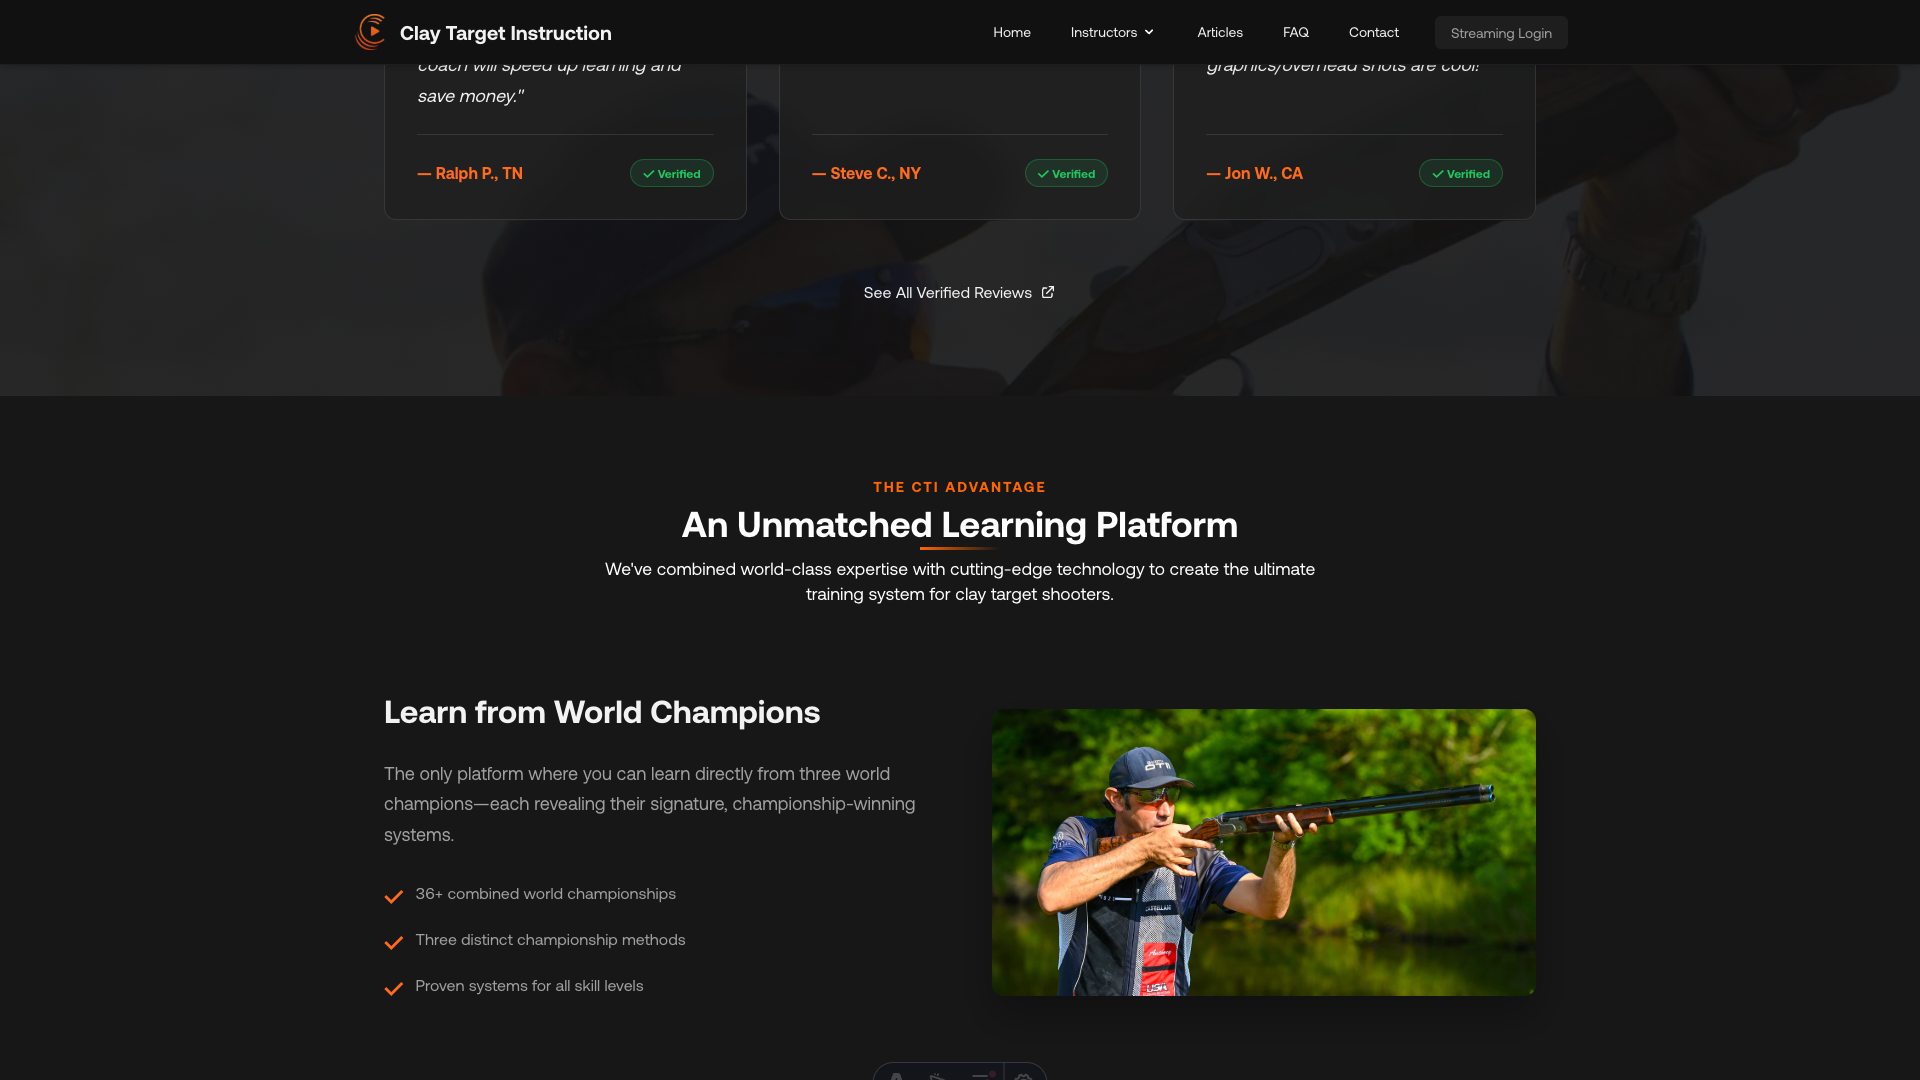 Clay Target Instruction
Home
Instructors
Articles
FAQ
Contact
Streaming Login
coach will speed up learning and
save money."
graphics/overhead shots are cool!
— Ralph P., TN
Verified
— Steve C., NY
Verified
— Jon W., CA
Verified
See All Verified Reviews
THE CTI ADVANTAGE
An Unmatched Learning Platform
We've combined world-class expertise with cutting-edge technology to create the ultimate
training system for clay target shooters.
Learn from World Champions
The only platform where you can learn directly from three world
champions—each revealing their signature, championship-winning
systems.
36+ combined world championships
Three distinct championship methods
Proven systems for all skill levels
USA